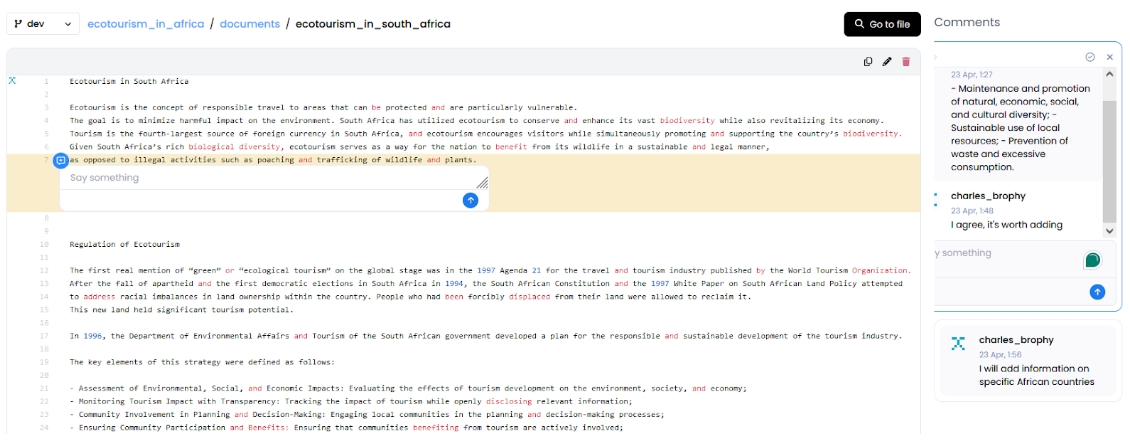 dev ecotourism_in_africa / documents / ecotourism_in_south_africa Go to file
1 Ecotourism in South Africa
2
3 Ecotourism is the concept of responsible travel to areas that can be protected and are particularly vulnerable.
4 The goal is to minimize harmful impact on the environment. South Africa has utilized ecotourism to conserve and enhance its vast biodiversity while also revitalizing its economy.
5 Tourism is the fourth-largest source of foreign currency in South Africa, and ecotourism encourages visitors while simultaneously promoting and supporting the country's biodiversity.
6 Given South Africa's rich biological diversity, ecotourism serves as a way for the nation to benefit from its wildlife in a sustainable and legal manner,
7 as opposed to illegal activities such as poaching and trafficking of wildlife and plants.
Say something
8
9
10 Regulation of Ecotourism
11
12 The first real mention of “green” or “ecological tourism” on the global stage was in the 1997 Agenda 21 for the travel and tourism industry published by the World Tourism Organization.
13 After the fall of apartheid and the first democratic elections in South Africa in 1994, the South African Constitution and the 1997 White Paper on South African Land Policy attempted
14 to address racial imbalances in land ownership within the country. People who had been forcibly displaced from their land were allowed to reclaim it.
15 This new land held significant tourism potential.
16
17 In 1996, the Department of Environmental Affairs and Tourism of the South African government developed a plan for the responsible and sustainable development of the tourism industry.
18
19 The key elements of this strategy were defined as follows:
20
21 - Assessment of Environmental, Social, and Economic Impacts: Evaluating the effects of tourism development on the environment, society, and economy;
22 - Monitoring Tourism Impact with Transparency: Tracking the impact of tourism while openly disclosing relevant information;
23 - Community Involvement in Planning and Decision-Making: Engaging local communities in the planning and decision-making processes;
24 - Ensuring Community Participation and Benefits: Ensuring that communities benefiting from tourism are actively involved;
Comments
23 Apr, 1:27
- Maintenance and promotion
of natural, economic, social,
and cultural diversity; -
Sustainable use of local
resources; - Prevention of
waste and excessive
consumption.
charles_brophy
23 Apr, 1:48
I agree, it's worth adding
y something
charles_brophy
23 Apr, 1:56
I will add information on
specific African countries